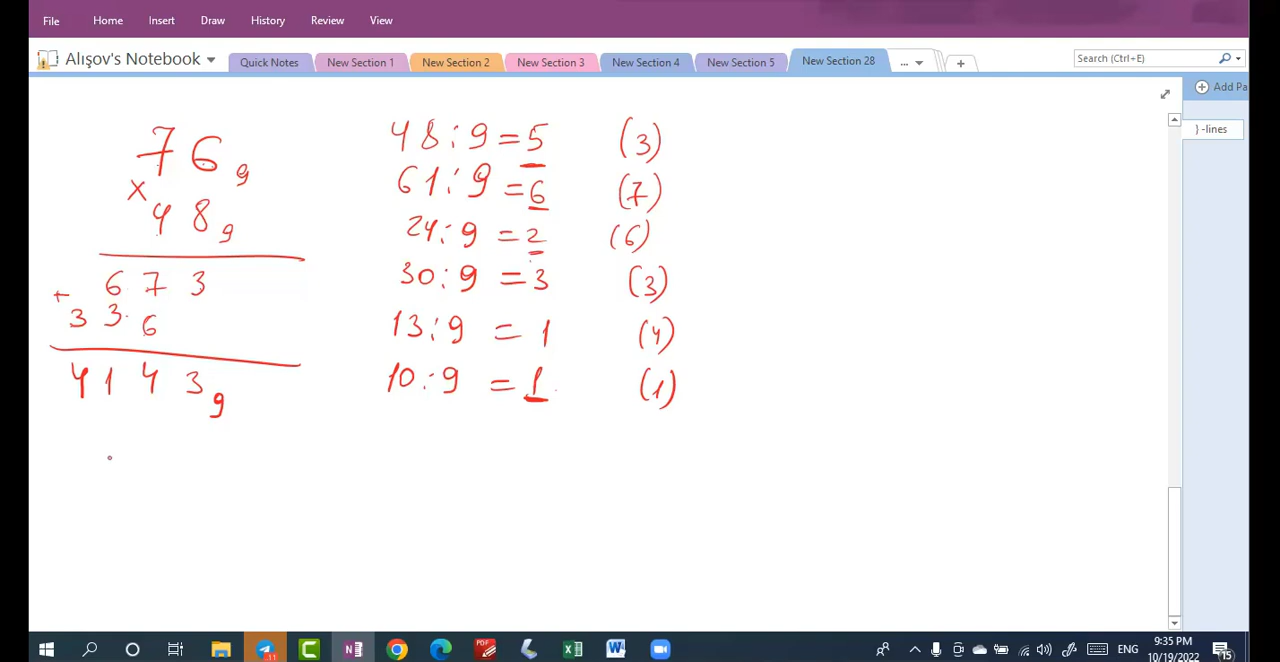 File Home Insert Draw History Review View
Alışov's Notebook Quick Notes New Section 1 New Section 2 New Section 3 New Section 4 New Section 5 New Section 28 ... + Search (Ctrl+E)
Add Pa
} -lines
76₉
×
48₉
673
+
336
4143₉
48:9=5 (3)
61:9=6 (7)
24:9=2 (6)
30:9=3 (3)
13:9=1 (4)
10:9=1 (1)
11 ENG 9:35 PM
10/19/2022 15